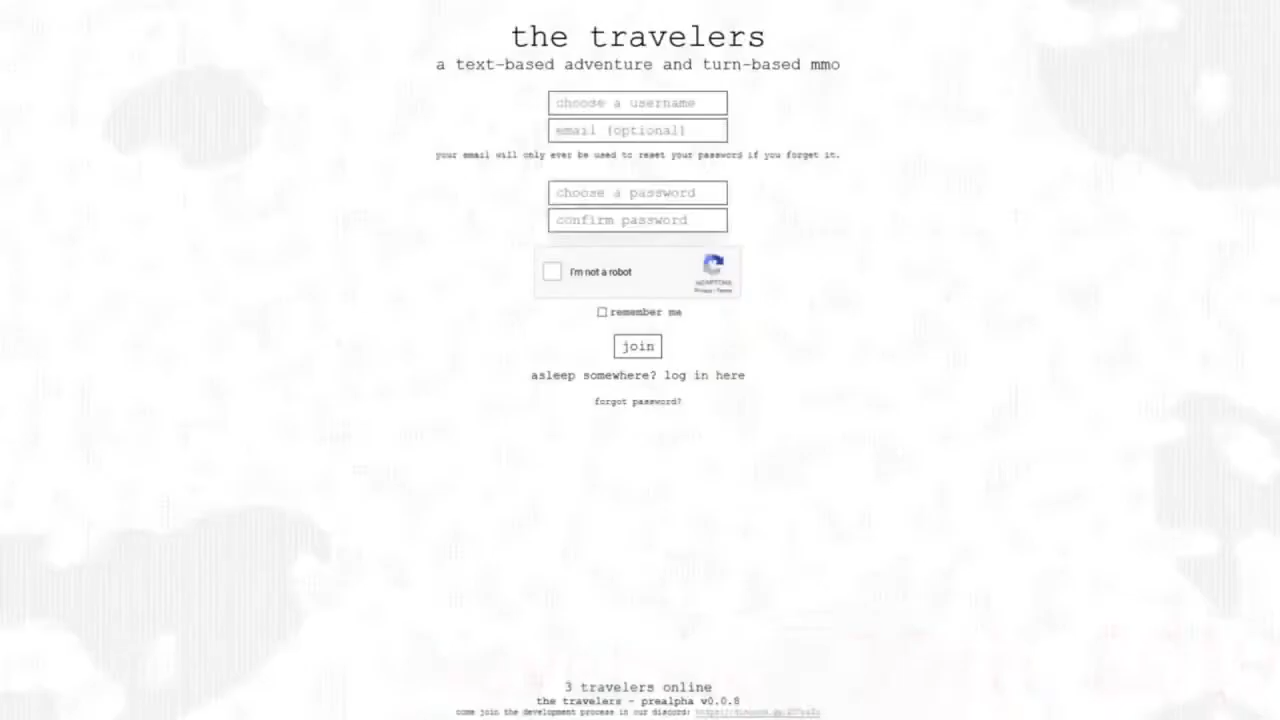 the travelers
a text-based adventure and turn-based mmo
choose a username
email (optional)
your email will only ever be used to reset your password if you forget it.
choose a password
confirm password
I'm not a robot
reCAPTCHA
Privacy - Terms
remember me
join
asleep somewhere? log in here
forgot password?
3 travelers online
the travelers - prealpha v0.0.8
come join the development process in our discord: